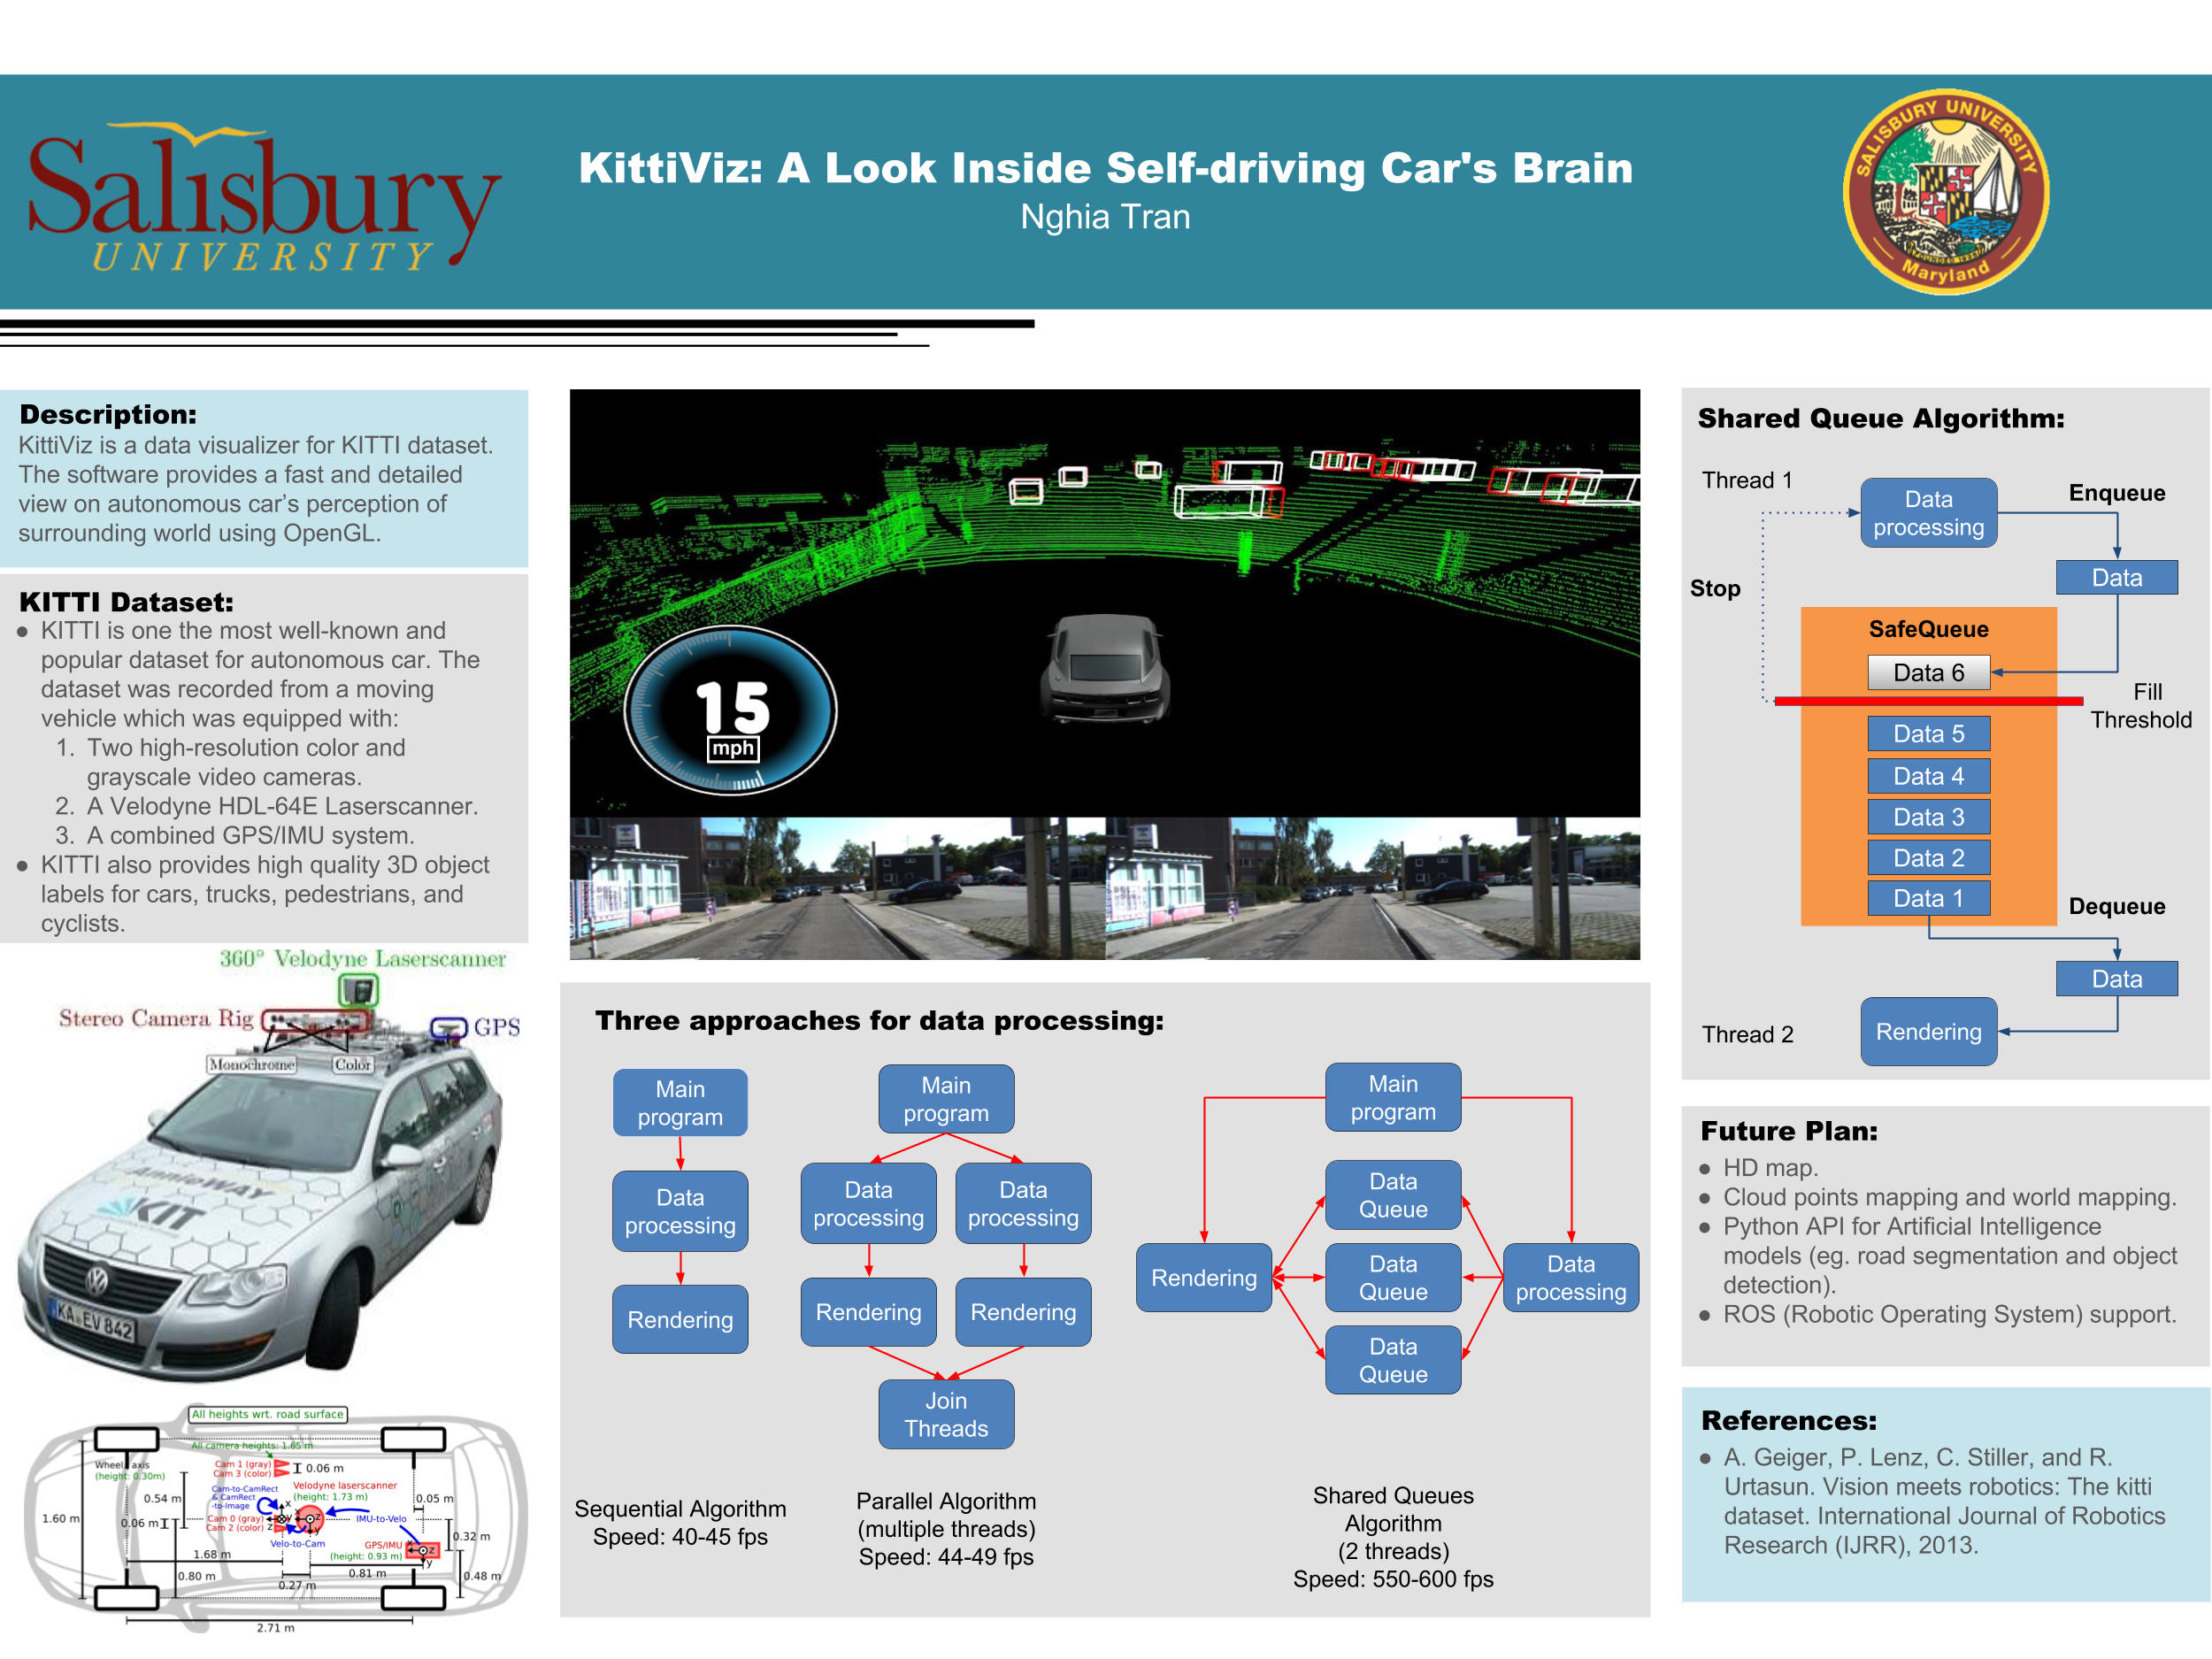 Salisbury
UNIVERSITY
KittiViz: A Look Inside Self-driving Car's Brain
Nghia Tran
SALISBURY UNIVERSITY
FOUNDED 1925
Maryland
Description:
KittiViz is a data visualizer for KITTI dataset.
The software provides a fast and detailed
view on autonomous car’s perception of
surrounding world using OpenGL.
KITTI Dataset:
● KITTI is one the most well-known and
popular dataset for autonomous car. The
dataset was recorded from a moving
vehicle which was equipped with:
1. Two high-resolution color and
grayscale video cameras.
2. A Velodyne HDL-64E Laserscanner.
3. A combined GPS/IMU system.
● KITTI also provides high quality 3D object
labels for cars, trucks, pedestrians, and
cyclists.
360° Velodyne Laserscanner
Stereo Camera Rig
GPS
Monochrome
Color
AnnieWAY
KIT
KA EV 842
All heights wrt. road surface
All camera heights: 1.65 m
Wheel axis
(height: 0.30m)
Cam 1 (gray)
Cam 3 (color)
0.06 m
Velodyne laserscanner
(height: 1.73 m)
Cam-to-CamRect
& CamRect
-to-Image
0.54 m
0.05 m
1.60 m
0.06 m
Cam 0 (gray)
Cam 2 (color)
x
z
y
x
z
y
IMU-to-Velo
Velo-to-Cam
0.32 m
GPS/IMU
(height: 0.93 m)
x
z
y
1.68 m
0.80 m
0.27 m
0.81 m
0.48 m
2.71 m
15
mph
Three approaches for data processing:
Main
program
Data
processing
Rendering
Sequential Algorithm
Speed: 40-45 fps
Main
program
Data
processing
Data
processing
Rendering
Rendering
Join
Threads
Parallel Algorithm
(multiple threads)
Speed: 44-49 fps
Main
program
Data
Queue
Rendering
Data
Queue
Data
processing
Data
Queue
Shared Queues
Algorithm
(2 threads)
Speed: 550-600 fps
Shared Queue Algorithm:
Thread 1
Data
processing
Enqueue
Data
Stop
SafeQueue
Data 6
Fill
Threshold
Data 5
Data 4
Data 3
Data 2
Data 1
Dequeue
Data
Thread 2
Rendering
Future Plan:
● HD map.
● Cloud points mapping and world mapping.
● Python API for Artificial Intelligence
models (eg. road segmentation and object
detection).
● ROS (Robotic Operating System) support.
References:
● A. Geiger, P. Lenz, C. Stiller, and R.
Urtasun. Vision meets robotics: The kitti
dataset. International Journal of Robotics
Research (IJRR), 2013.